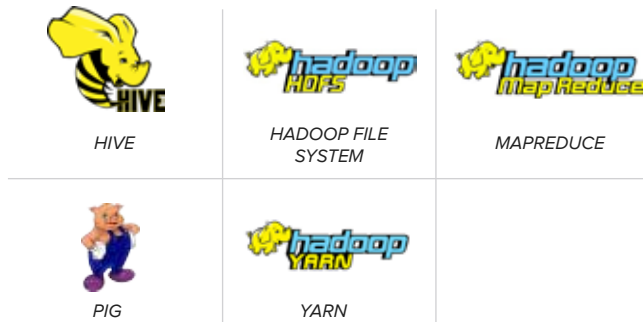 HIVE
hadoop
HDFS
hadoop
Map Reduce
HIVE
HADOOP FILE
SYSTEM
MAPREDUCE
hadoop
YARN
PIG
YARN